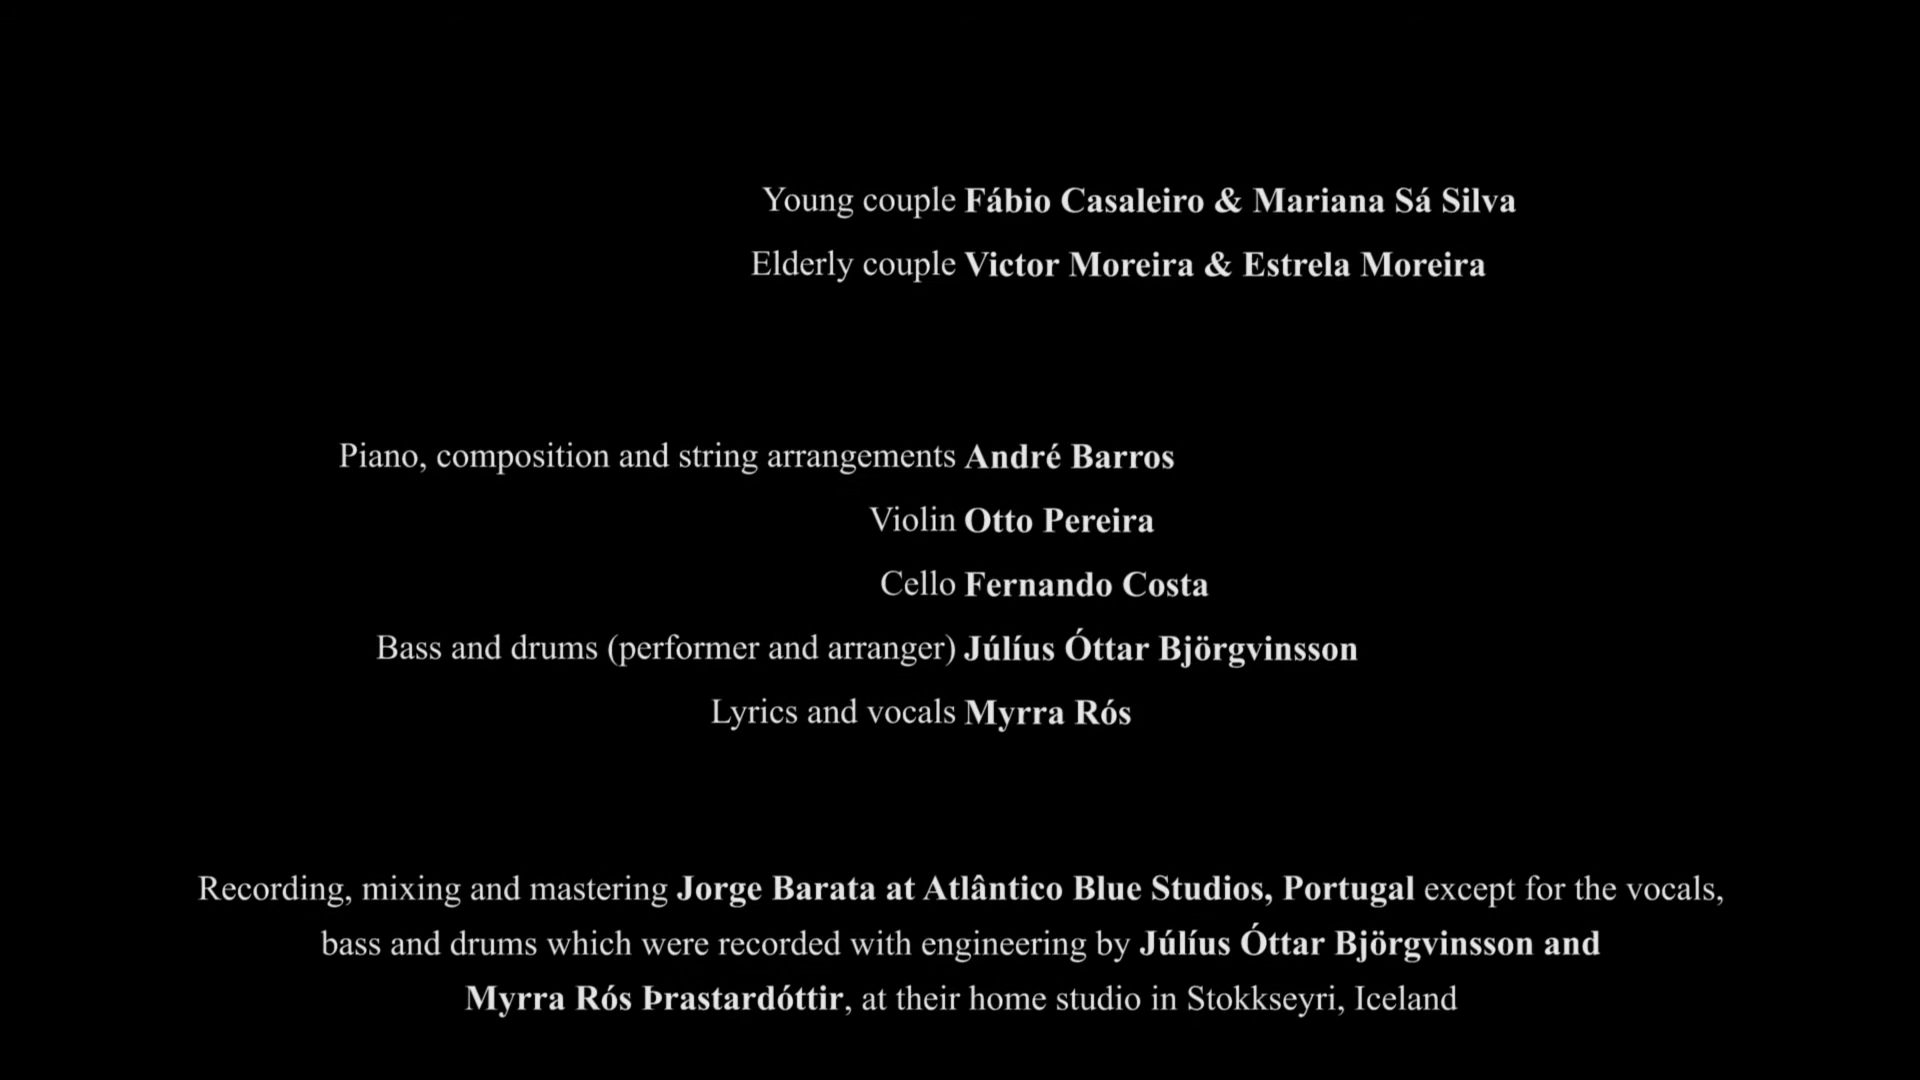 Young couple Fábio Casaleiro & Mariana Sá Silva
Elderly couple Victor Moreira & Estrela Moreira
Piano, composition and string arrangements André Barros
Violin Otto Pereira
Cello Fernando Costa
Bass and drums (performer and arranger) Júlíus Óttar Björgvinsson
Lyrics and vocals Myrra Rós
Recording, mixing and mastering Jorge Barata at Atlântico Blue Studios, Portugal except for the vocals,
bass and drums which were recorded with engineering by Júlíus Óttar Björgvinsson and
Myrra Rós Þrastardóttir, at their home studio in Stokkseyri, Iceland